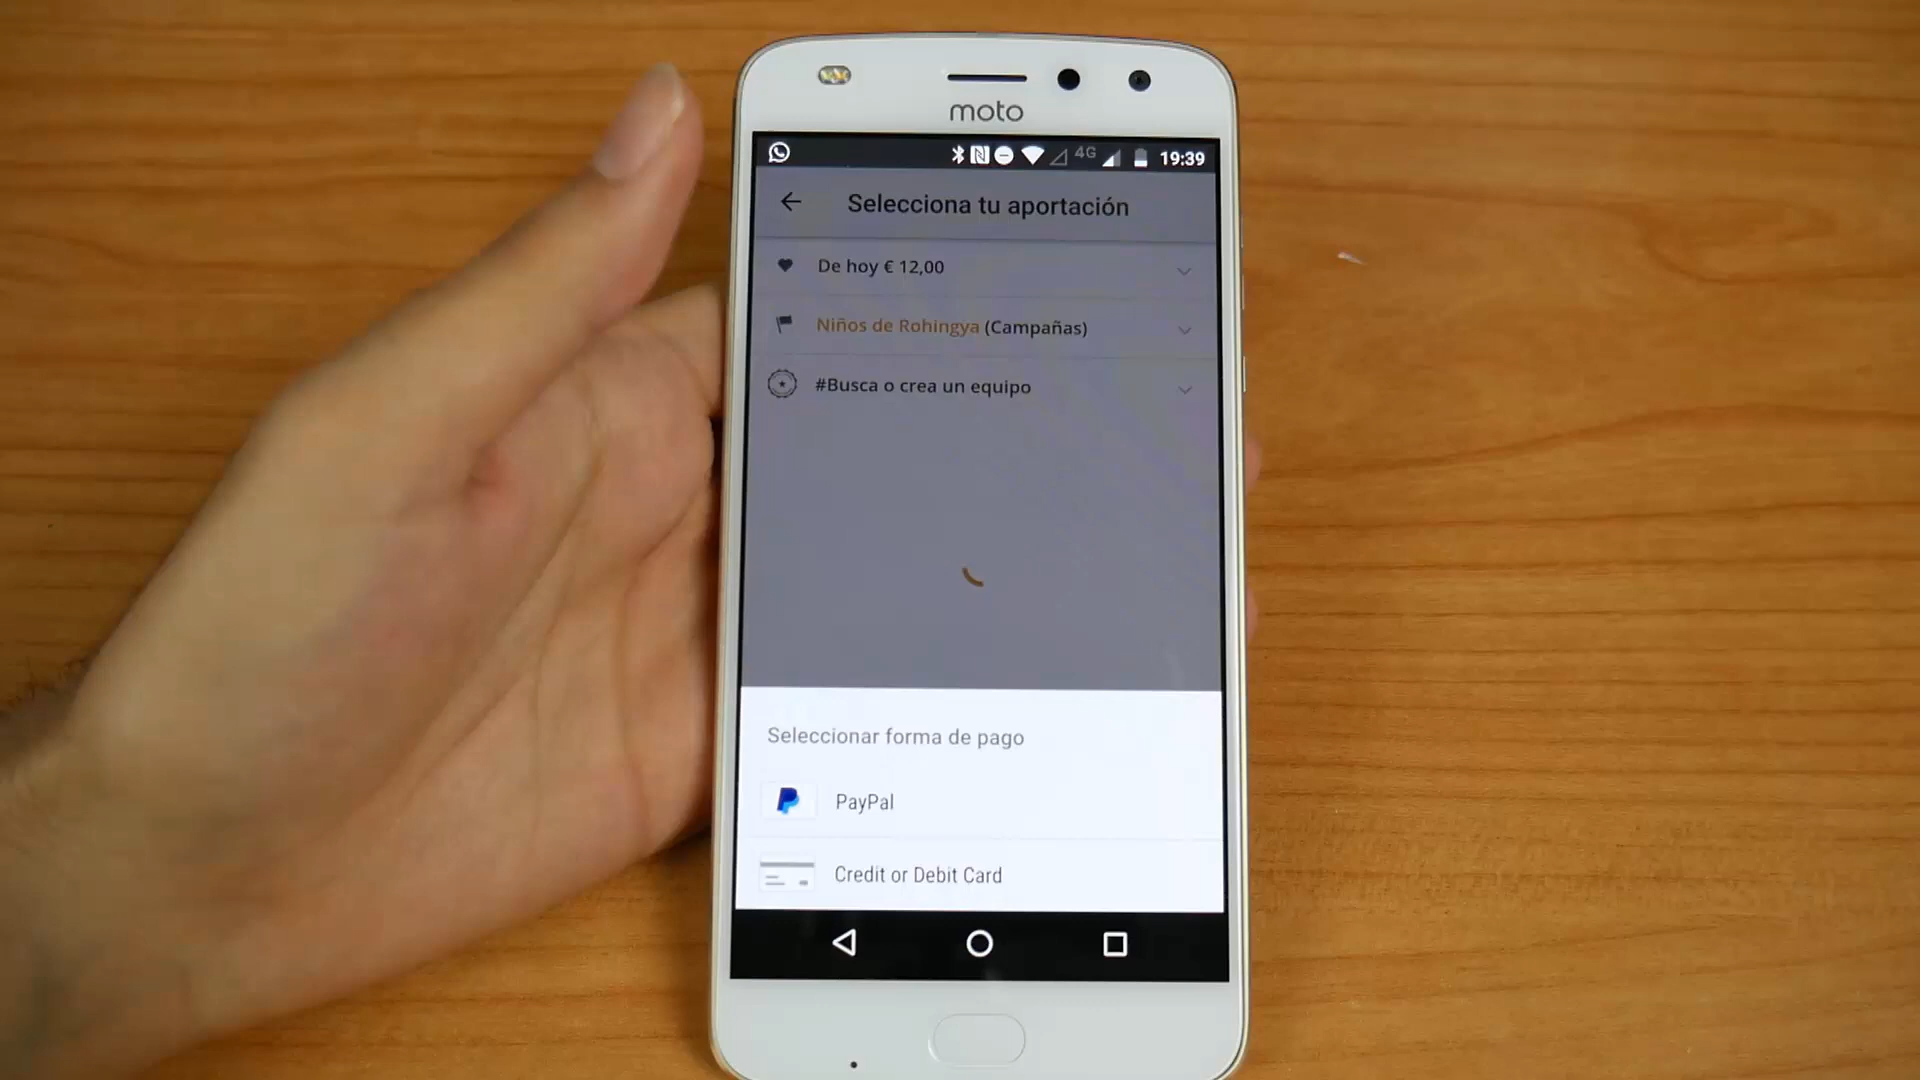 moto
4G 19:39
Selecciona tu aportación
De hoy € 12,00
Niños de Rohingya (Campañas)
#Busca o crea un equipo
Seleccionar forma de pago
PayPal
Credit or Debit Card